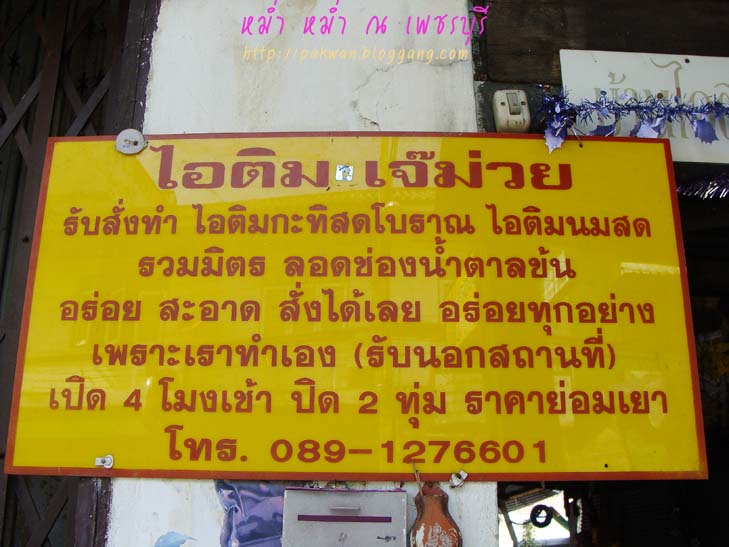 หม่ำ หม่ำ ณ เพชรบุรี
http://pakwan.bloggang.com
ไอติม เจ๊ม่วย
รับสั่งทำ ไอติมกะทิสดโบราณ ไอติมนมสด
รวมมิตร ลอดช่องน้ำตาลข้น
อร่อย สะอาด สั่งได้เลย อร่อยทุกอย่าง
เพราะเราทำเอง (รับนอกสถานที่)
เปิด 4 โมงเช้า ปิด 2 ทุ่ม ราคาย่อมเยา
โทร. 089-1276601